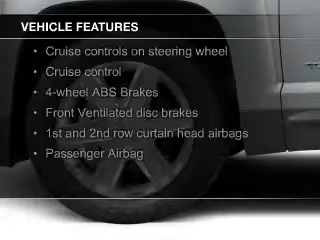 VEHICLE FEATURES
• Cruise controls on steering wheel
• Cruise control
• 4-wheel ABS Brakes
• Front Ventilated disc brakes
• 1st and 2nd row curtain head airbags
• Passenger Airbag